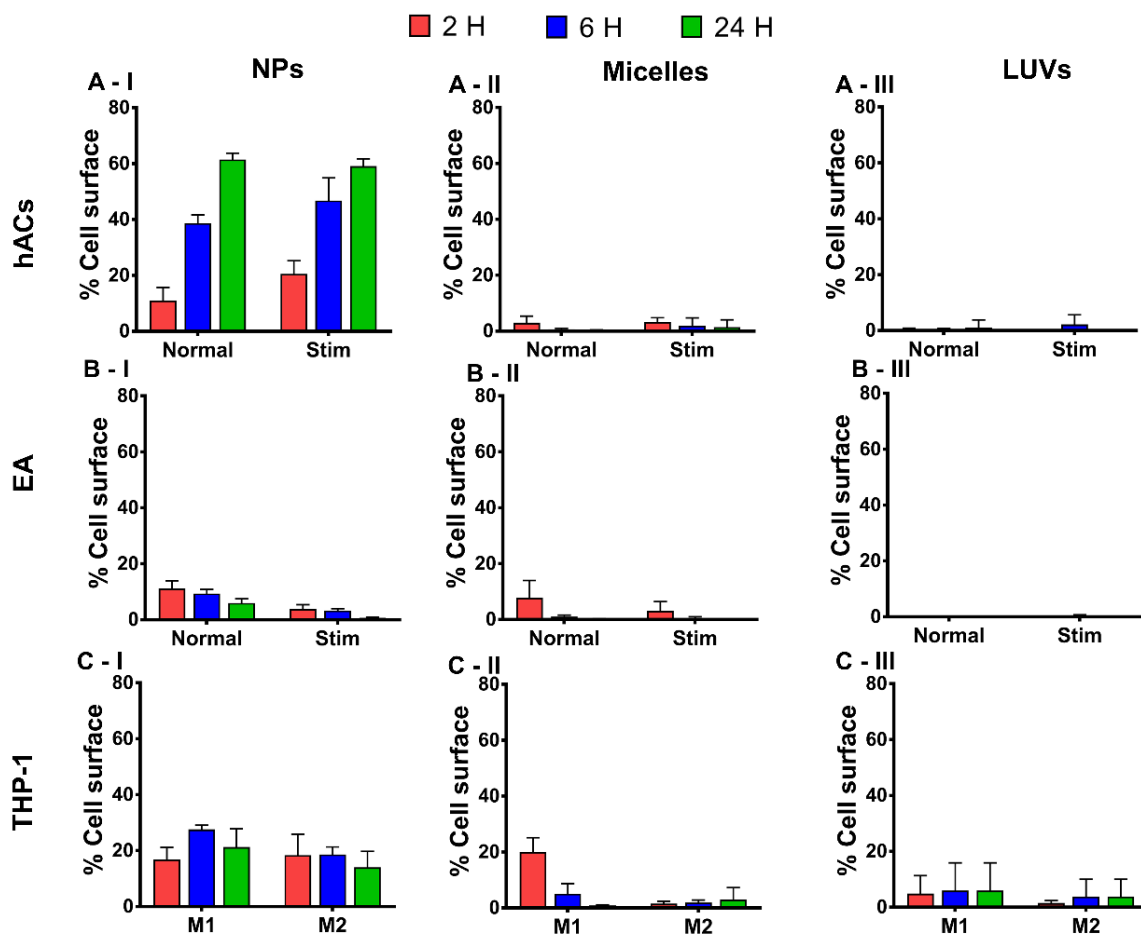 2 H 6 H 24 H
NPs Micelles LUVs
A - I A - II A - III
hACs
% Cell surface % Cell surface % Cell surface
80 80 80
60 60 60
40 40 40
20 20 20
0 0 0
Normal Stim Normal Stim Normal Stim
B - I B - II B - III
EA
% Cell surface % Cell surface % Cell surface
80 80 80
60 60 60
40 40 40
20 20 20
0 0 0
Normal Stim Normal Stim Normal Stim
C - I C - II C - III
THP-1
% Cell surface % Cell surface % Cell surface
80 80 80
60 60 60
40 40 40
20 20 20
0 0 0
M1 M2 M1 M2 M1 M2